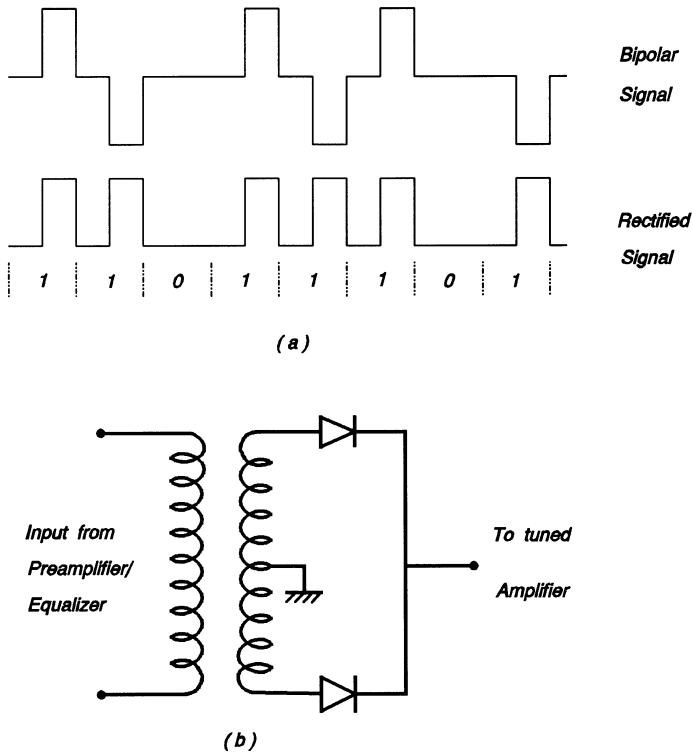 Bipolar
Signal
Rectified
Signal
1 1 0 1 1 1 0 1
( a )
Input from
Preamplifier/
Equalizer
To tuned
Amplifier
( b )